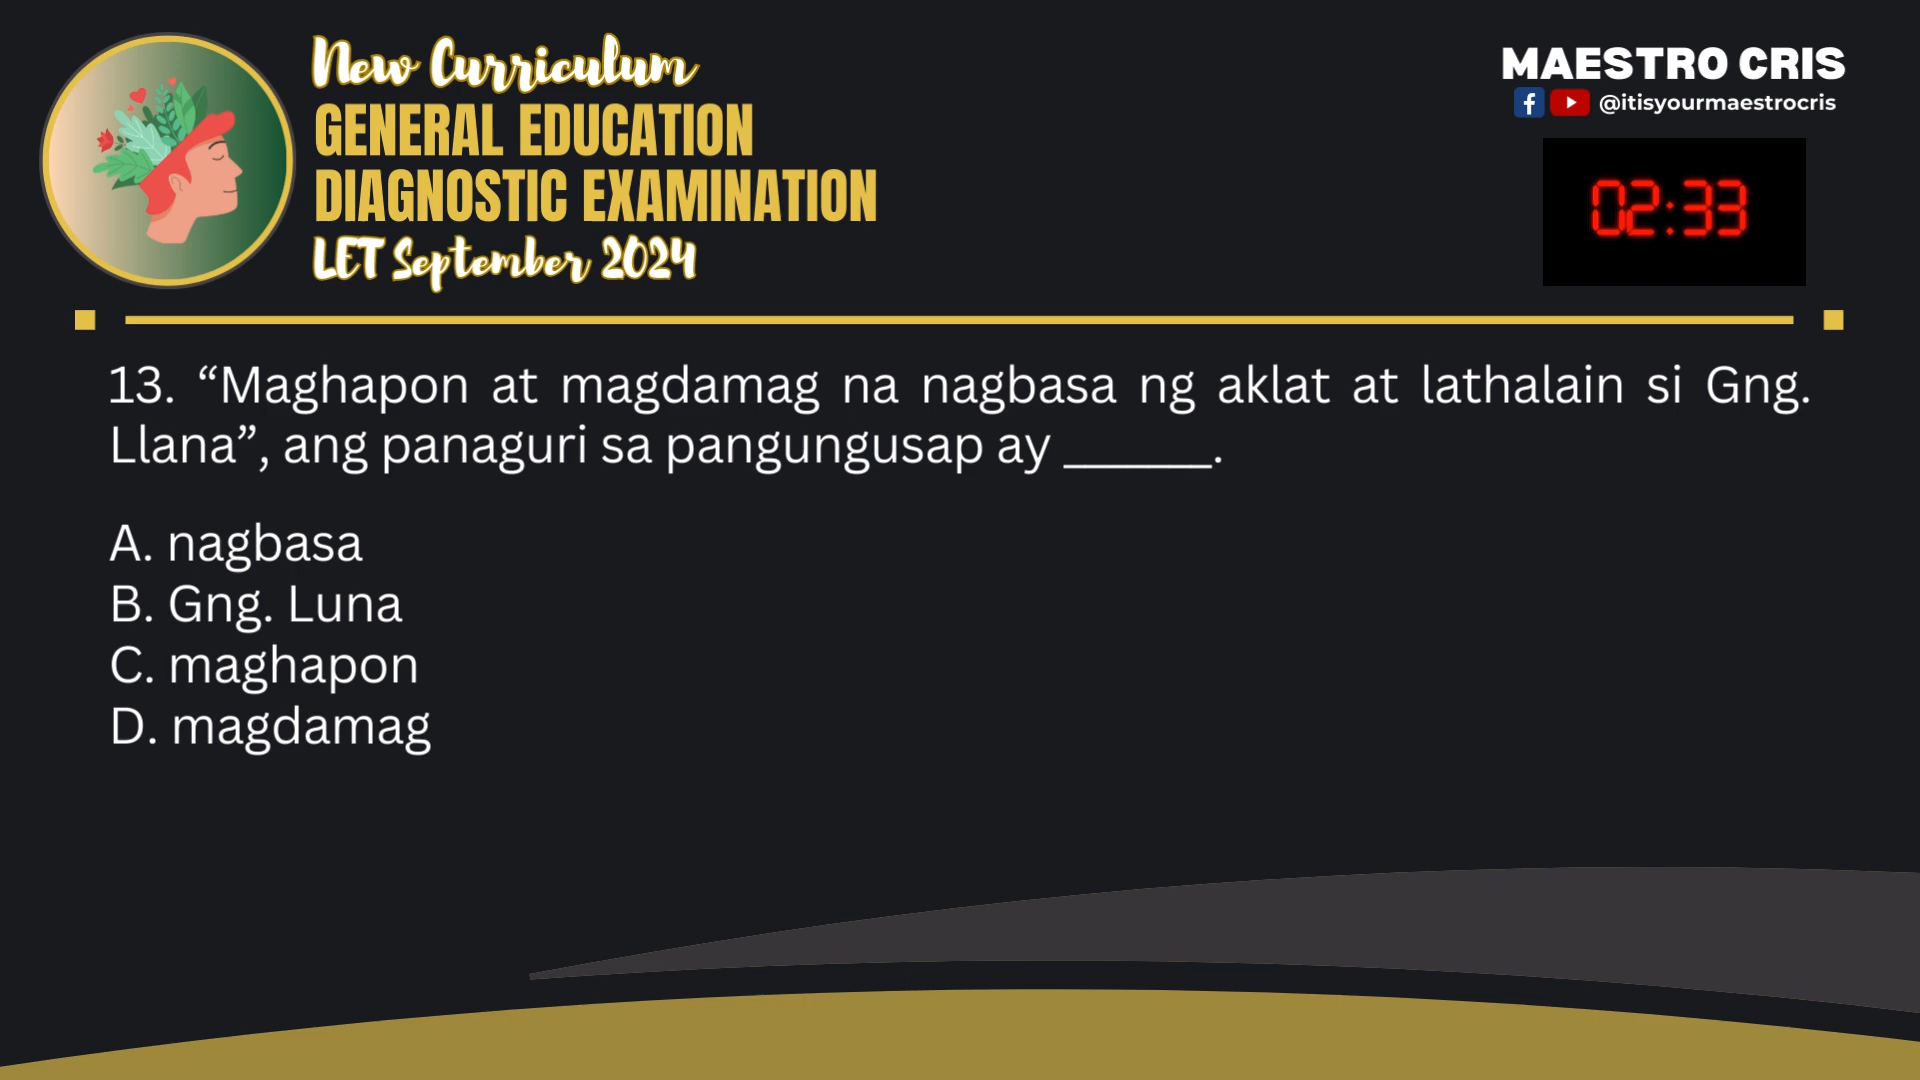 New Curriculum
GENERAL EDUCATION
DIAGNOSTIC EXAMINATION
LET September 2024
MAESTRO CRIS
@itisyourmaestrocris
02:33
13. “Maghapon at magdamag na nagbasa ng aklat at lathalain si Gng.
Llana”, ang panaguri sa pangungusap ay ______.
A. nagbasa
B. Gng. Luna
C. maghapon
D. magdamag